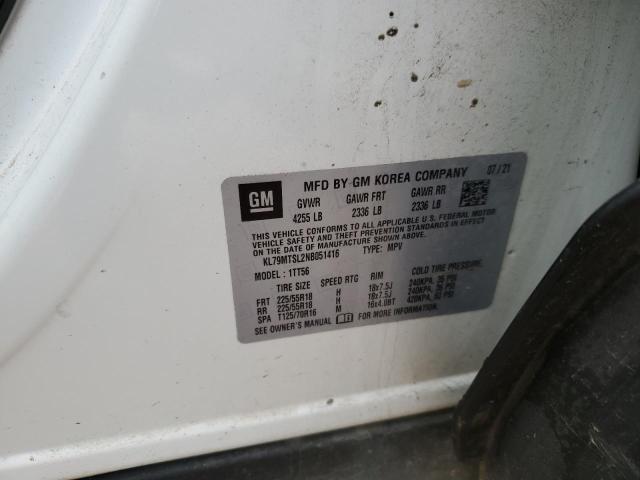 GM
MFD BY GM KOREA COMPANY 07/21
GVWR GAWR FRT GAWR RR
4255 LB 2336 LB 2336 LB
THIS VEHICLE CONFORMS TO ALL APPLICABLE U.S. FEDERAL MOTOR
VEHICLE SAFETY, BUMPER, AND THEFT PREVENTION STANDARDS IN EFFECT
ON THE DATE OF MANUFACTURE SHOWN ABOVE.
KL79MTSL2NB051416 TYPE: MPV
MODEL: 1TT56
TIRE SIZE SPEED RTG RIM COLD TIRE PRESSURE
FRT 225/55R18 H 18x7.5J 240KPA, 35 PSI
RR 225/55R18 H 18x7.5J 240KPA, 35 PSI
SPA T125/70R16 M 16x4.0BT 420KPA, 60 PSI
SEE OWNER'S MANUAL FOR MORE INFORMATION.